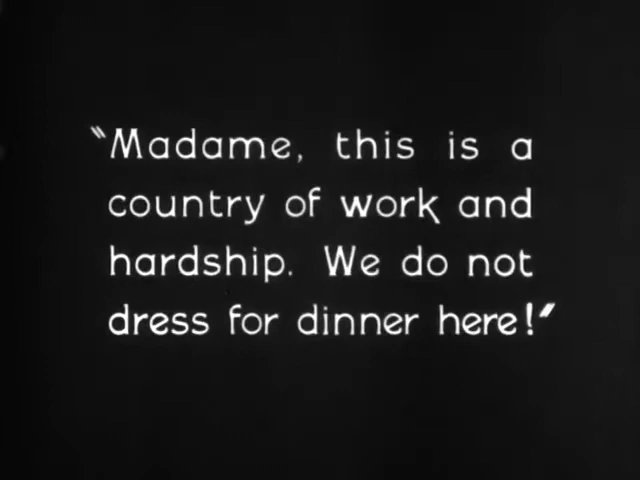 "Madame, this is a
country of work and
hardship. We do not
dress for dinner here!"